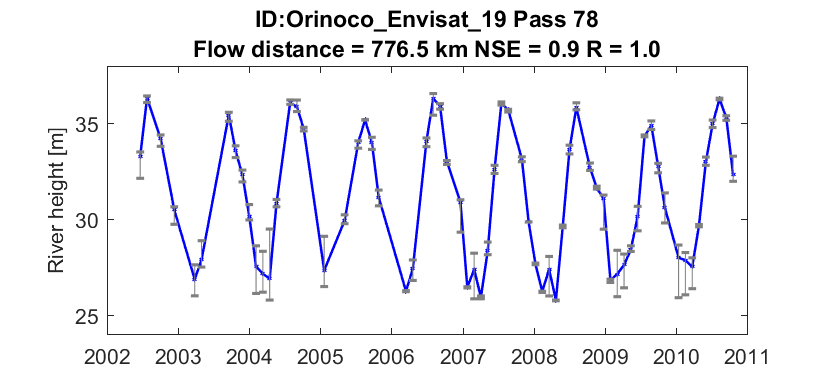 ID:Orinoco_Envisat_19 Pass 78
Flow distance = 776.5 km NSE = 0.9 R = 1.0
River height [m]
35
30
25
2002 2003 2004 2005 2006 2007 2008 2009 2010 2011